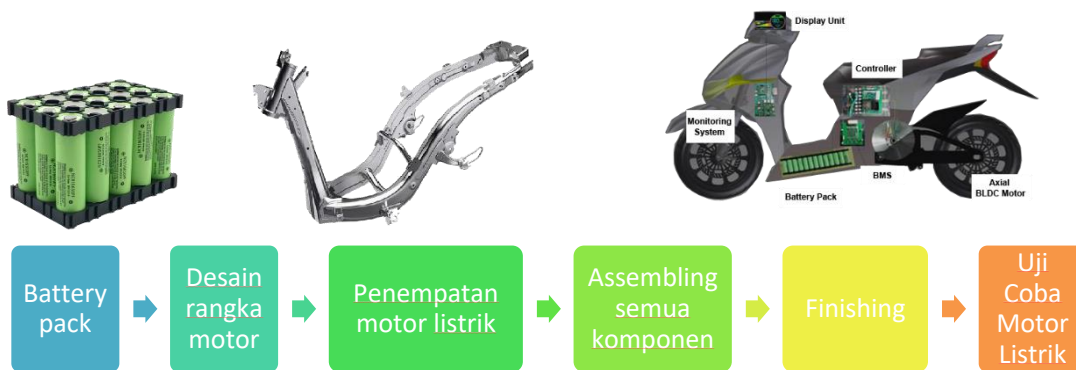 Display Unit
Controller
Monitoring
System
BMS
Axial
BLDC Motor
Battery Pack
Battery
pack
Desain
rangka
motor
Penempatan
motor listrik
Assembling
semua
komponen
Finishing
Uji
Coba
Motor
Listrik